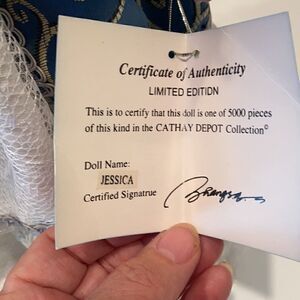 Certificate of Authenticity
LIMITED EDITION
This is to certify that this doll is one of 5000 pieces
of this kind in the CATHAY DEPOT Collection©
Doll Name:
JESSICA
Certified Signatrue